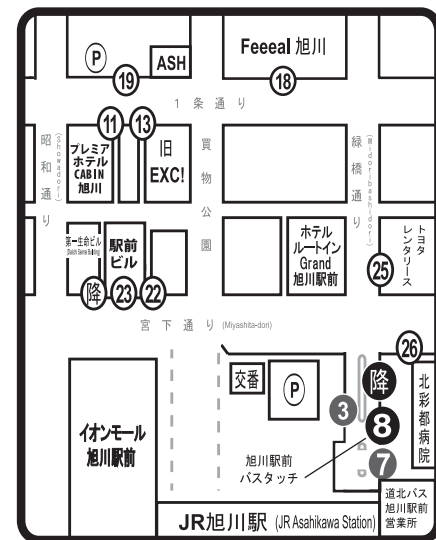 Feeeal 旭川
P
ASH
19
18
1条通り
11
13
昭和通り
(Showadori)
プレミア
ホテル
CABIN
旭川
旧
EXC!
買物公園
緑橋通り
(Midoribashidori)
第一生命ビル
(Daiichi Seimei Building)
駅前
ビル
ホテル
ルートイン
Grand
旭川駅前
トヨタ
レンタリース
25
降
23
22
宮下通り (Miyashita-dori)
26
交番
P
降
3
8
7
北彩都病院
イオンモール
旭川駅前
旭川駅前
バスタッチ
道北バス
旭川駅前
営業所
JR旭川駅 (JR Asahikawa Station)